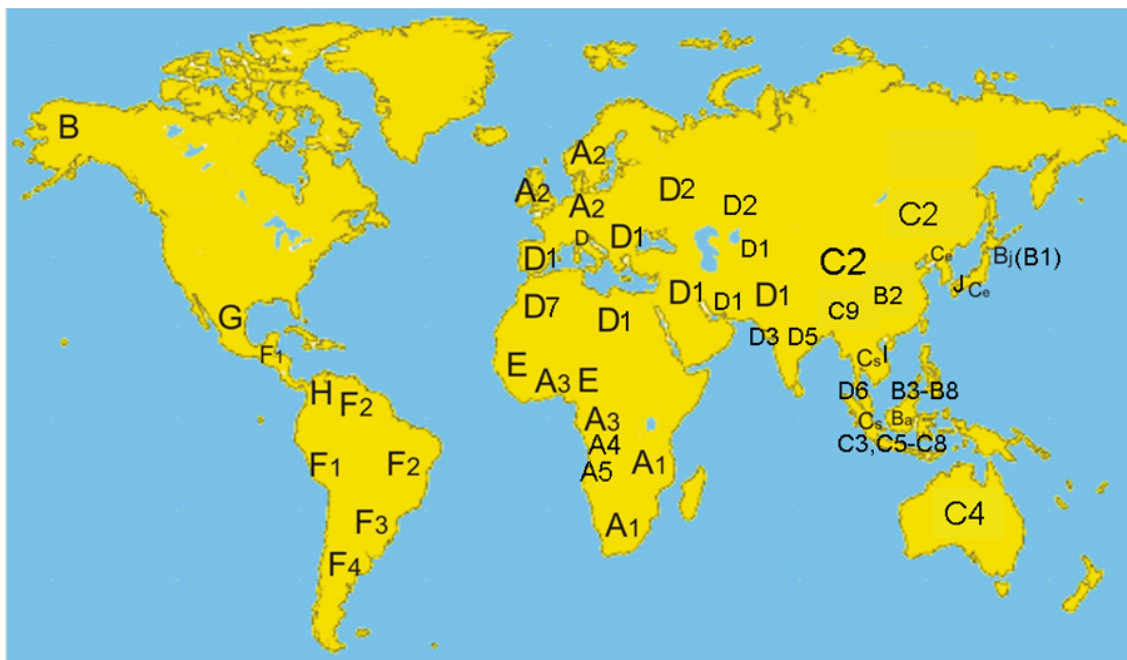 B
A2
A2
A2
D2
D2
C2
D
D1
D1
D1
C2
Ce
Bj(B1)
D1
D1
D1
B2
J
Ce
C9
D7
D1
G
D3
D5
F1
CsI
E
A3
E
D6
B3-B8
H
F2
A3
Cs
Ba
A4
C3,C5-C8
F1
F2
A5
A1
C4
F3
A1
F4